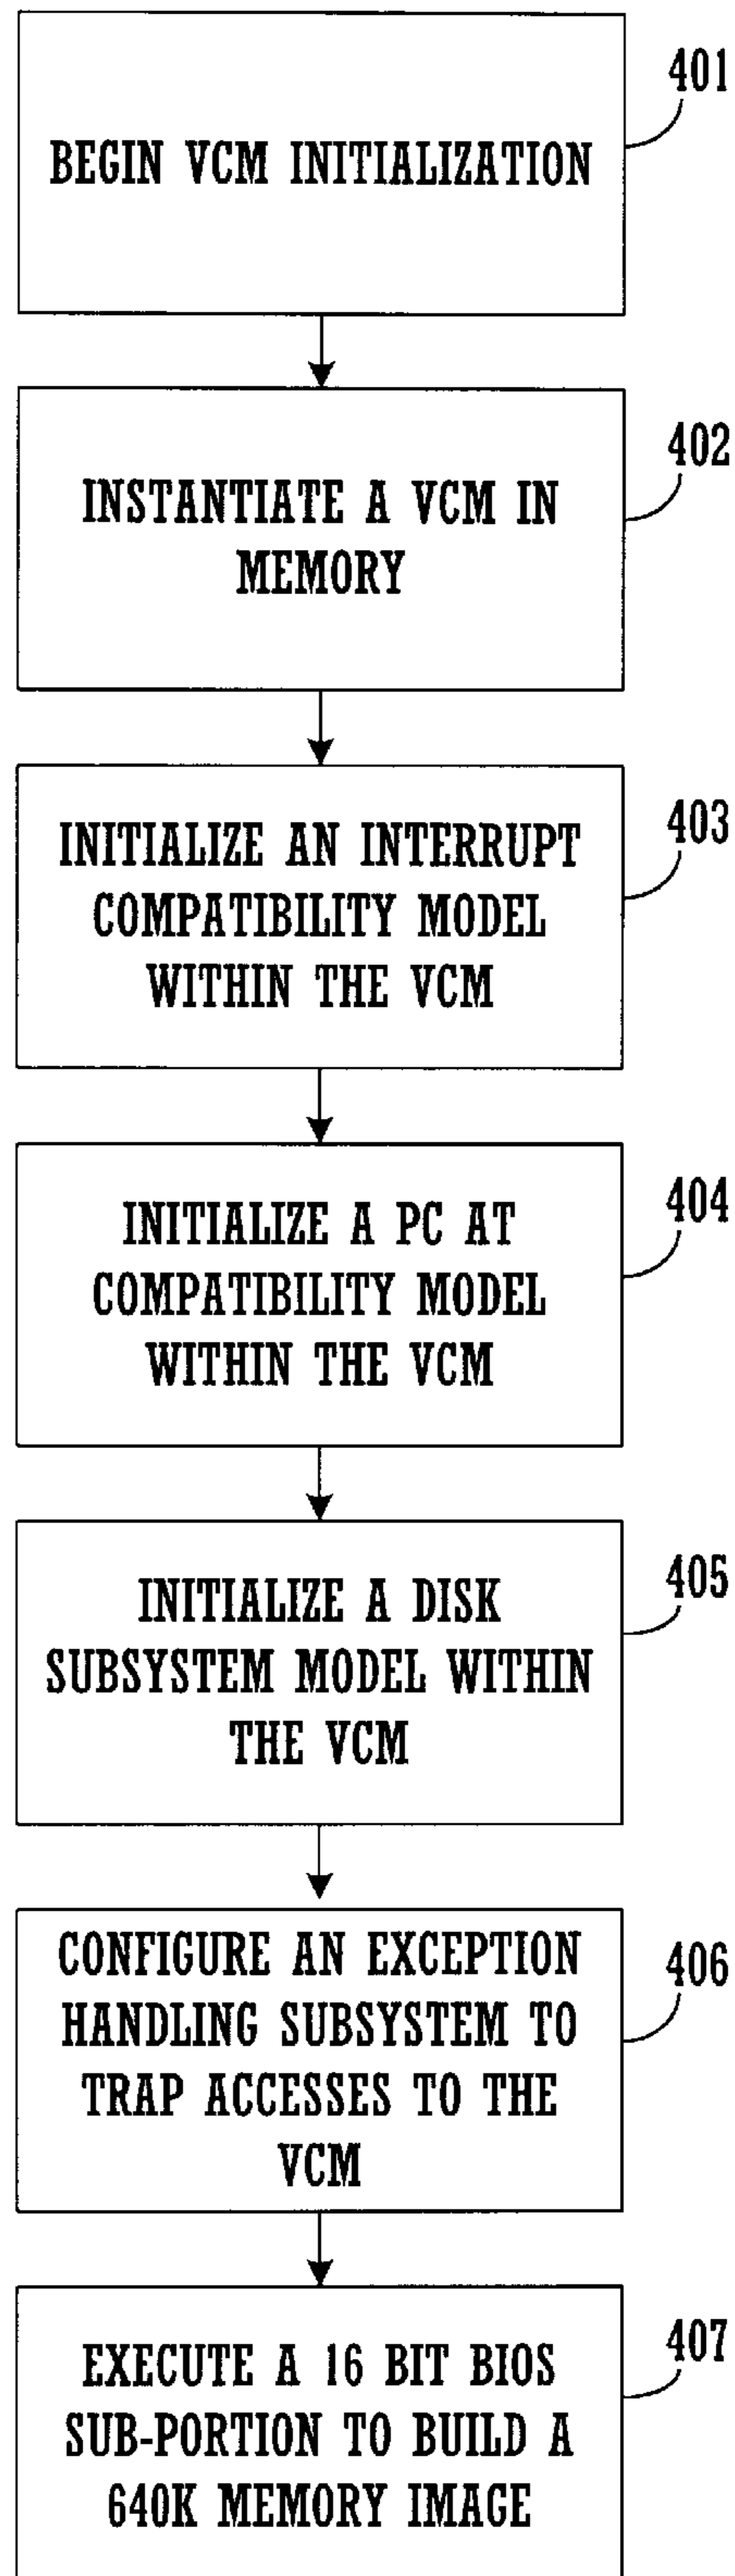 401
BEGIN VCM INITIALIZATION
402
INSTANTIATE A VCM IN
MEMORY
403
INITIALIZE AN INTERRUPT
COMPATIBILITY MODEL
WITHIN THE VCM
404
INITIALIZE A PC AT
COMPATIBILITY MODEL
WITHIN THE VCM
405
INITIALIZE A DISK
SUBSYSTEM MODEL WITHIN
THE VCM
406
CONFIGURE AN EXCEPTION
HANDLING SUBSYSTEM TO
TRAP ACCESSES TO THE
VCM
407
EXECUTE A 16 BIT BIOS
SUB-PORTION TO BUILD A
640K MEMORY IMAGE